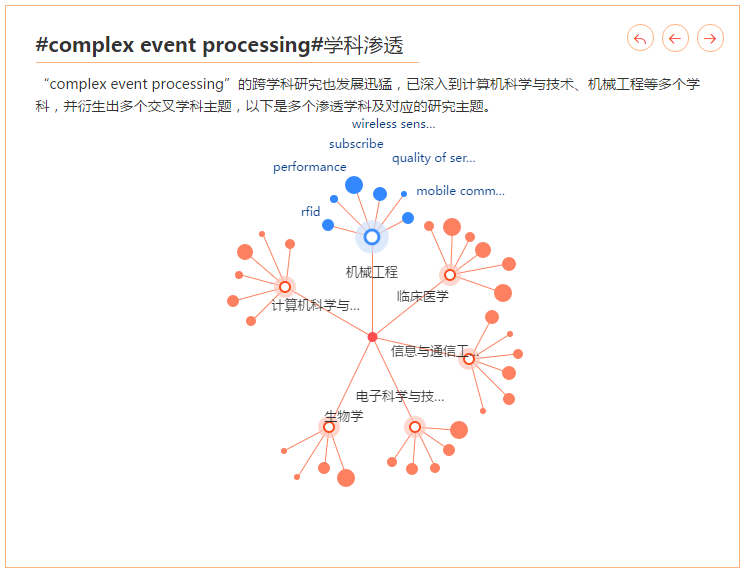 #complex event processing#学科渗透
“complex event processing”的跨学科研究也发展迅猛，已深入到计算机科学与技术、机械工程等多个学
科，并衍生出多个交叉学科主题，以下是多个渗透学科及对应的研究主题。
wireless sens...
subscribe
quality of ser...
performance
mobile comm...
rfid
机械工程
临床医学
计算机科学与...
信息与通信工...
电子科学与技...
生物学